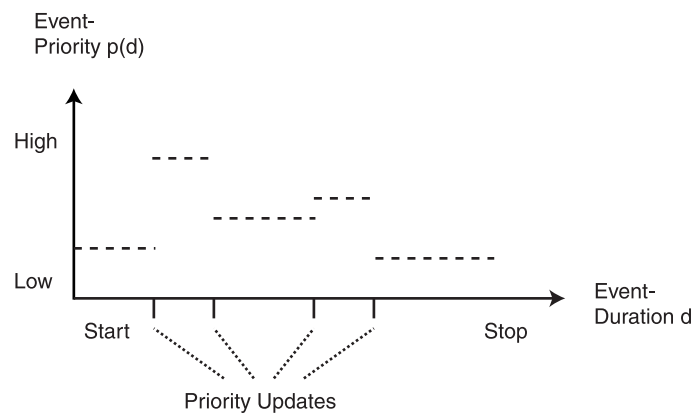 Event-
Priority p(d)
High
Low
Event-
Duration d
Start
Stop
Priority Updates